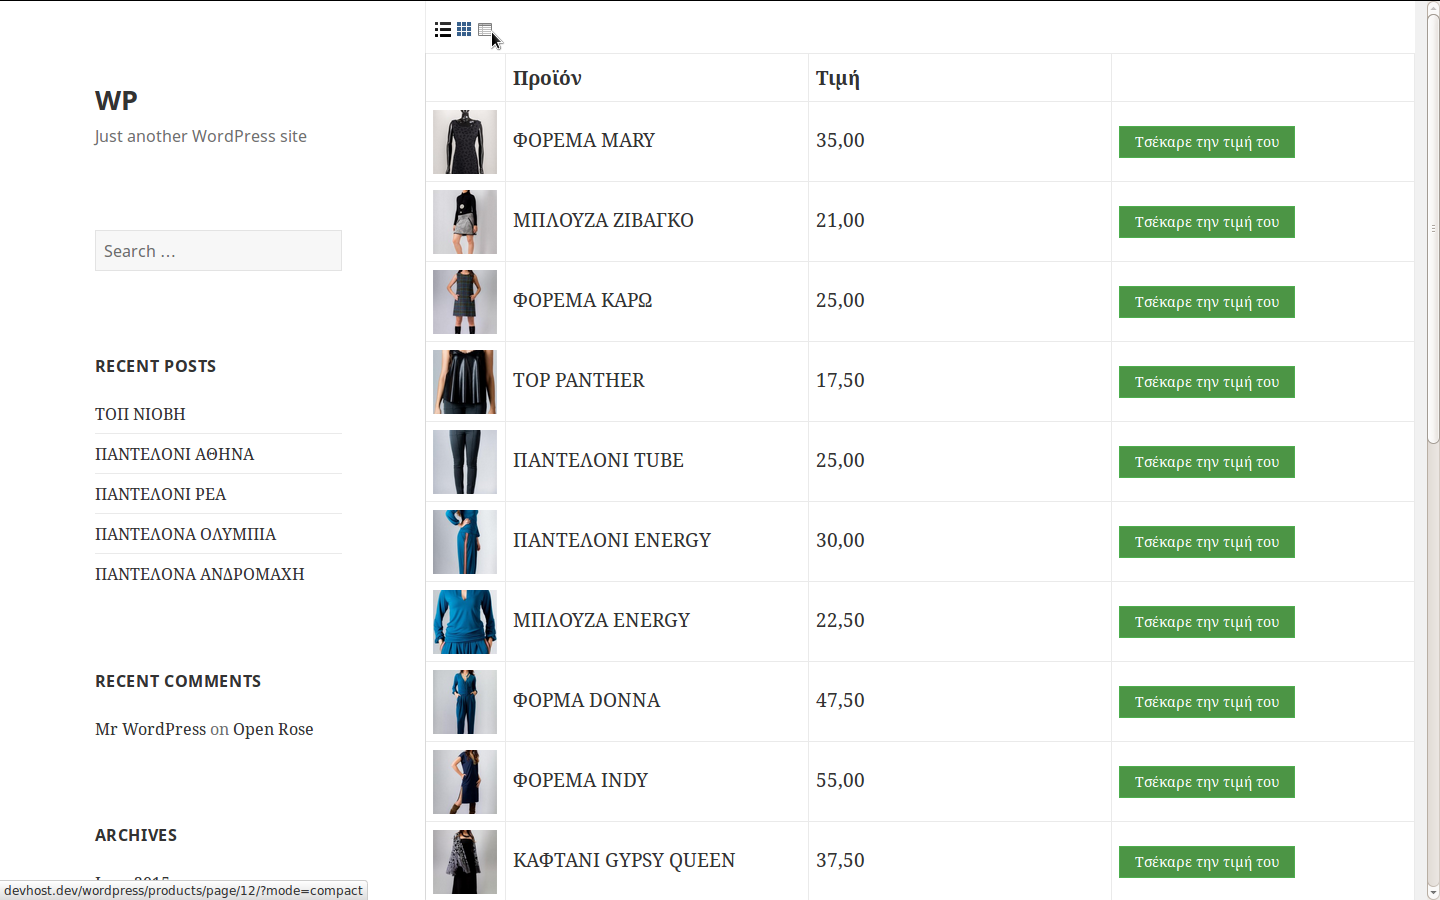 WP
Just another WordPress site
Search ...
RECENT POSTS
ΤΟΠ ΝΙΟΒΗ
ΠΑΝΤΕΛΟΝΙ ΑΘΗΝΑ
ΠΑΝΤΕΛΟΝΙ ΡΕΑ
ΠΑΝΤΕΛΟΝΑ ΟΛΥΜΠΙΑ
ΠΑΝΤΕΛΟΝΑ ΑΝΔΡΟΜΑΧΗ
RECENT COMMENTS
Mr WordPress on Open Rose
ARCHIVES
devhost.dev/wordpress/products/page/12/?mode=compact
Προϊόν Τιμή
ΦΟΡΕΜΑ MARY 35,00 Τσέκαρε την τιμή του
ΜΠΛΟΥΖΑ ΖΙΒΑΓΚΟ 21,00 Τσέκαρε την τιμή του
ΦΟΡΕΜΑ ΚΑΡΩ 25,00 Τσέκαρε την τιμή του
TOP PANTHER 17,50 Τσέκαρε την τιμή του
ΠΑΝΤΕΛΟΝΙ TUBE 25,00 Τσέκαρε την τιμή του
ΠΑΝΤΕΛΟΝΙ ENERGY 30,00 Τσέκαρε την τιμή του
ΜΠΛΟΥΖΑ ENERGY 22,50 Τσέκαρε την τιμή του
ΦΟΡΜΑ DONNA 47,50 Τσέκαρε την τιμή του
ΦΟΡΕΜΑ INDY 55,00 Τσέκαρε την τιμή του
ΚΑΦΤΑΝΙ GYPSY QUEEN 37,50 Τσέκαρε την τιμή του